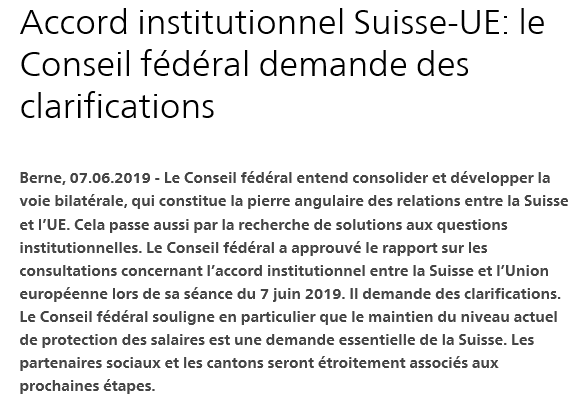 Accord institutionnel Suisse-UE: le
Conseil fédéral demande des
clarifications
Berne, 07.06.2019 - Le Conseil fédéral entend consolider et développer la
voie bilatérale, qui constitue la pierre angulaire des relations entre la Suisse
et l’UE. Cela passe aussi par la recherche de solutions aux questions
institutionnelles. Le Conseil fédéral a approuvé le rapport sur les
consultations concernant l’accord institutionnel entre la Suisse et l’Union
européenne lors de sa séance du 7 juin 2019. Il demande des clarifications.
Le Conseil fédéral souligne en particulier que le maintien du niveau actuel
de protection des salaires est une demande essentielle de la Suisse. Les
partenaires sociaux et les cantons seront étroitement associés aux
prochaines étapes.